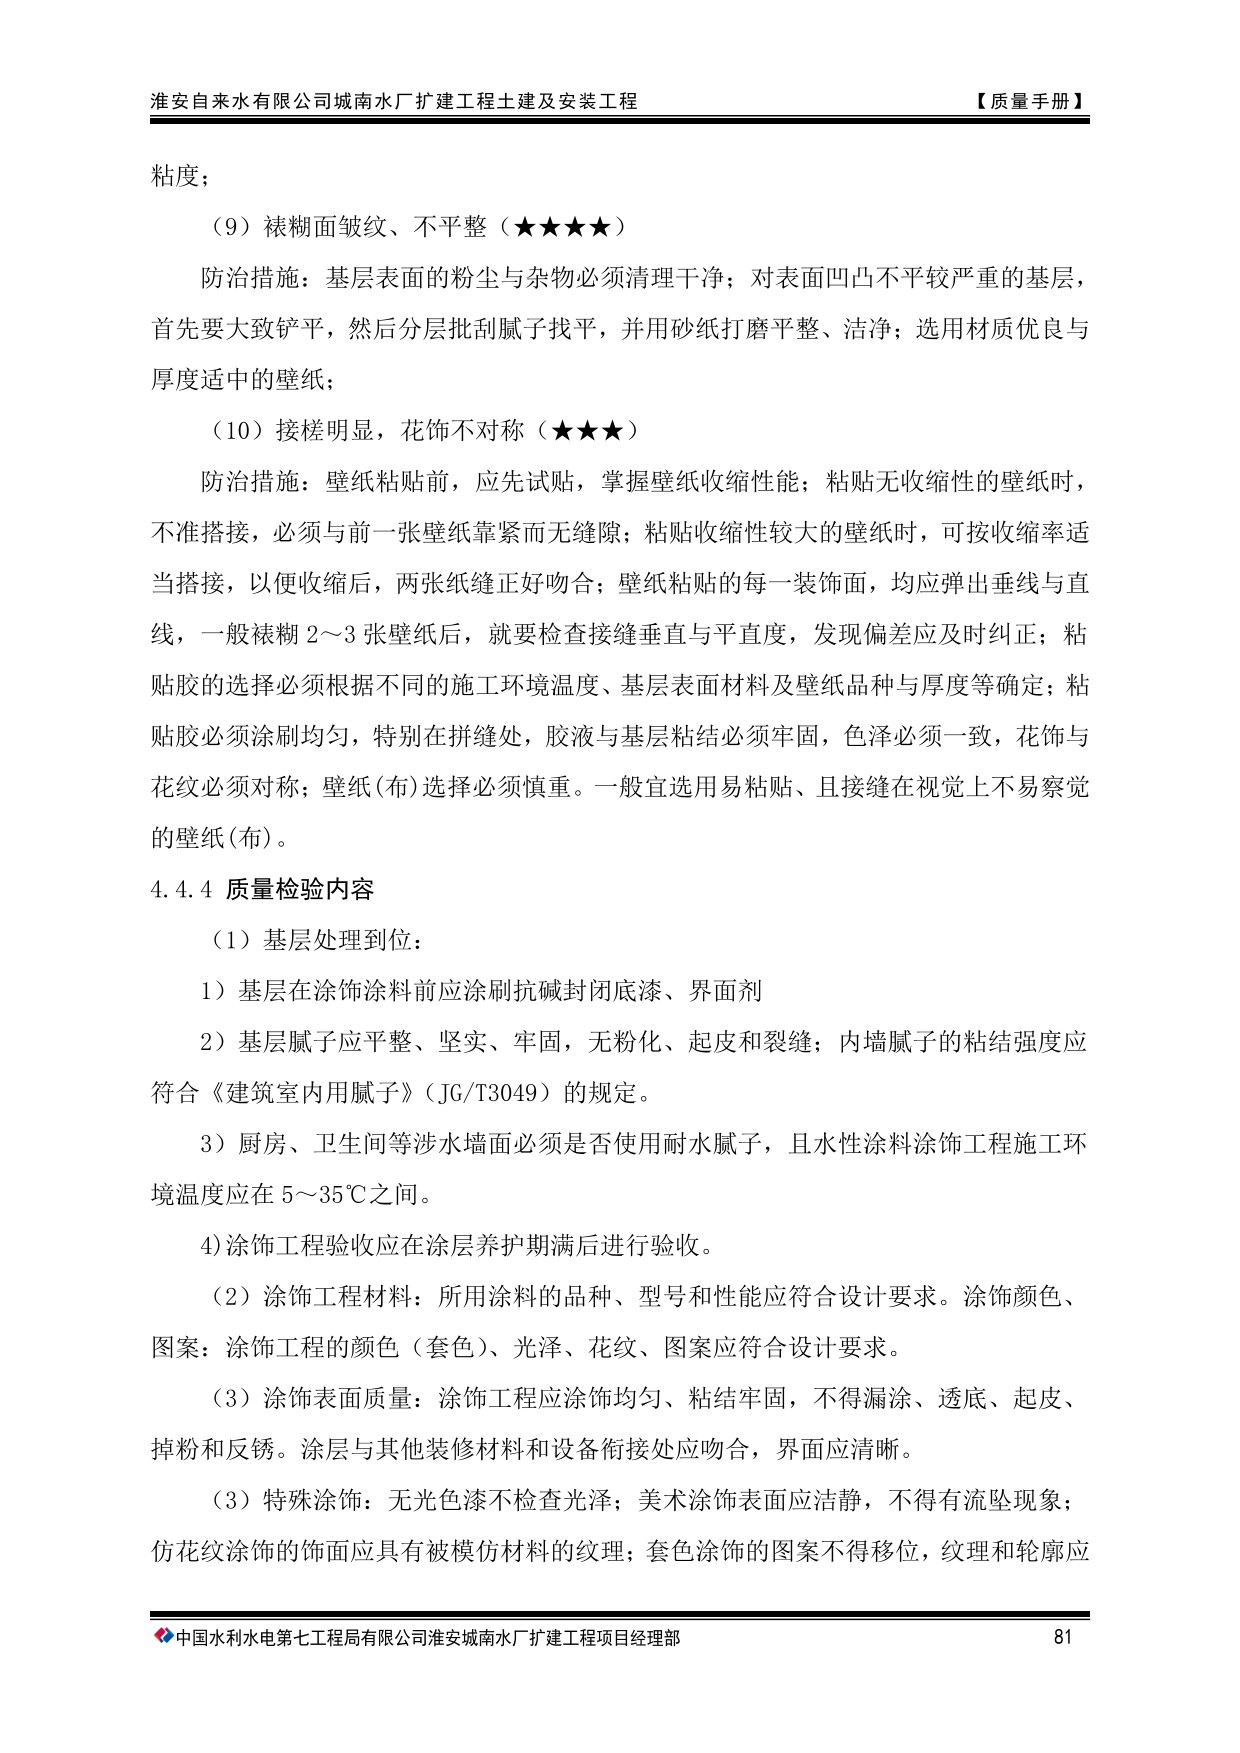 淮安自来水有限公司城南水厂扩建工程土建及安装工程 【质量手册】
粘度；
（9）裱糊面皱纹、不平整（★★★★）
防治措施：基层表面的粉尘与杂物必须清理干净；对表面凹凸不平较严重的基层，
首先要大致铲平，然后分层批刮腻子找平，并用砂纸打磨平整、洁净；选用材质优良与
厚度适中的壁纸；
（10）接槎明显，花饰不对称（★★★）
防治措施：壁纸粘贴前，应先试贴，掌握壁纸收缩性能；粘贴无收缩性的壁纸时，
不准搭接，必须与前一张壁纸靠紧而无缝隙；粘贴收缩性较大的壁纸时，可按收缩率适
当搭接，以便收缩后，两张纸缝正好吻合；壁纸粘贴的每一装饰面，均应弹出垂线与直
线，一般裱糊 2～3 张壁纸后，就要检查接缝垂直与平直度，发现偏差应及时纠正；粘
贴胶的选择必须根据不同的施工环境温度、基层表面材料及壁纸品种与厚度等确定；粘
贴胶必须涂刷均匀，特别在拼缝处，胶液与基层粘结必须牢固，色泽必须一致，花饰与
花纹必须对称；壁纸(布)选择必须慎重。一般宜选用易粘贴、且接缝在视觉上不易察觉
的壁纸(布)。
4.4.4 质量检验内容
（1）基层处理到位：
1）基层在涂饰涂料前应涂刷抗碱封闭底漆、界面剂
2）基层腻子应平整、坚实、牢固，无粉化、起皮和裂缝；内墙腻子的粘结强度应
符合《建筑室内用腻子》（JG/T3049）的规定。
3）厨房、卫生间等涉水墙面必须是否使用耐水腻子，且水性涂料涂饰工程施工环
境温度应在 5～35℃之间。
4)涂饰工程验收应在涂层养护期满后进行验收。
（2）涂饰工程材料：所用涂料的品种、型号和性能应符合设计要求。涂饰颜色、
图案：涂饰工程的颜色（套色）、光泽、花纹、图案应符合设计要求。
（3）涂饰表面质量：涂饰工程应涂饰均匀、粘结牢固，不得漏涂、透底、起皮、
掉粉和反锈。涂层与其他装修材料和设备衔接处应吻合，界面应清晰。
（3）特殊涂饰：无光色漆不检查光泽；美术涂饰表面应洁静，不得有流坠现象；
仿花纹涂饰的饰面应具有被模仿材料的纹理；套色涂饰的图案不得移位，纹理和轮廓应
中国水利水电第七工程局有限公司淮安城南水厂扩建工程项目经理部 81